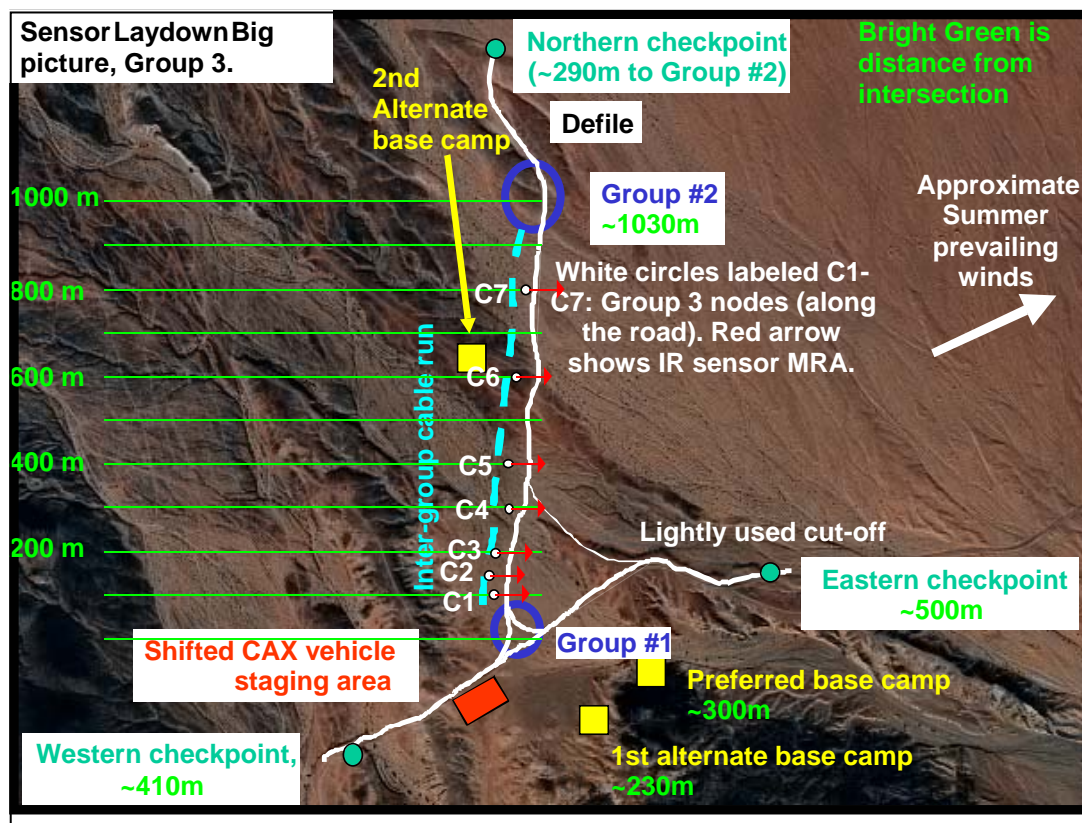 Sensor Laydown Big
picture, Group 3.
Northern checkpoint
(~290m to Group #2)
Bright Green is
distance from
intersection
2nd
Alternate
base camp
Defile
1000 m
Group #2
~1030m
Approximate
Summer
prevailing
winds
800 m
C7
White circles labeled C1-
C7: Group 3 nodes (along
the road). Red arrow
shows IR sensor MRA.
600 m
C6
Inter-group cable run
400 m
C5
C4
200 m
C3
C2
C1
Lightly used cut-off
Eastern checkpoint
~500m
Group #1
Shifted CAX vehicle
staging area
Preferred base camp
~300m
Western checkpoint,
~410m
1st alternate base camp
~230m